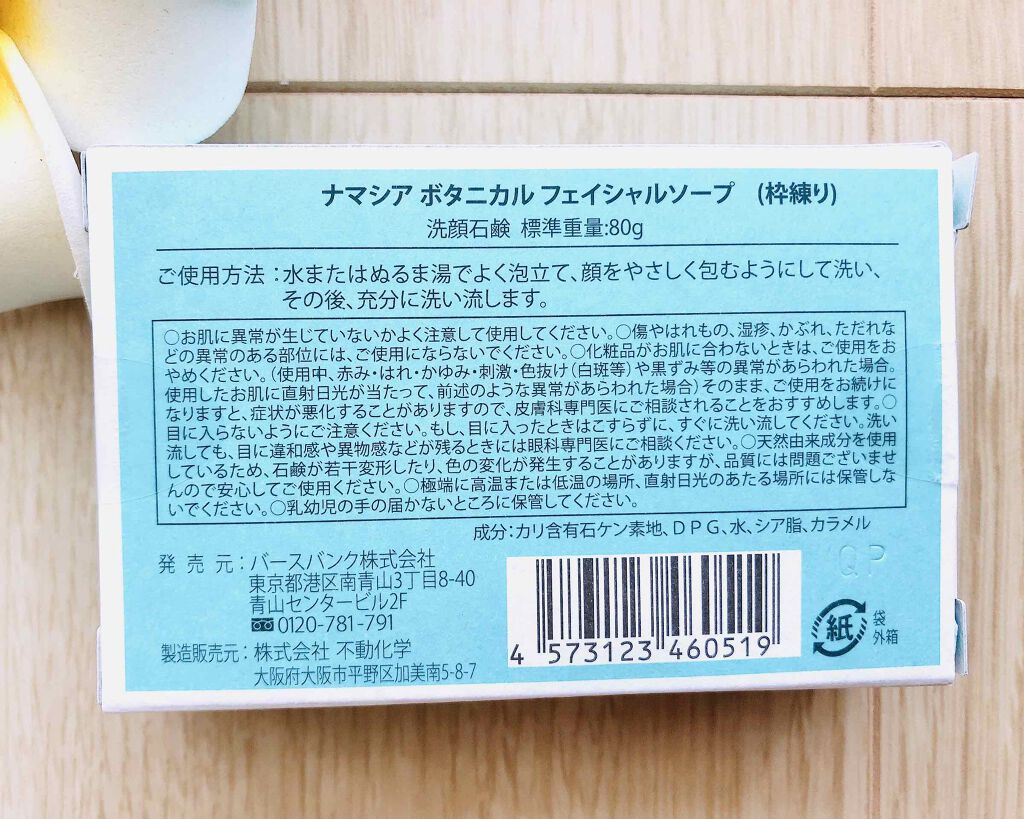 ナマシア ボタニカル フェイシャルソープ (枠練り)
洗顔石鹸 標準重量:80g
ご使用方法:水またはぬるま湯でよく泡立て、顔をやさしく包むようにして洗い、
その後、充分に洗い流します。
○お肌に異常が生じていないかよく注意して使用してください。○傷やはれもの、湿疹、かぶれ、ただれな
どの異常のある部位には、ご使用にならないでください。○化粧品がお肌に合わないときは、ご使用をお
やめください。(使用中、赤み・はれ・かゆみ・刺激・色抜け(白斑等)や黒ずみ等の異常があらわれた場合。
使用したお肌に直射日光が当たって、前述のような異常があらわれた場合)そのまま、ご使用をお続けに
なりますと、症状が悪化することがありますので、皮膚科専門医にご相談されることをおすすめします。○
目に入らないようにご注意ください。もし、目に入ったときはこすらずに、すぐに洗い流してください。洗い
流しても、目に違和感や異物感などが残るときには眼科専門医にご相談ください。○天然由来成分を使用
しているため、石鹸が若干変形したり、色の変化が発生することがありますが、品質には問題ございませ
んので安心してご使用ください。○極端に高温または低温の場所、直射日光のあたる場所には保管しな
いでください。○乳幼児の手の届かないところに保管してください。
成分:カリ含有石ケン素地、DPG、水、シア脂、カラメル
発売元:バースバンク株式会社
東京都港区南青山3丁目8-40
青山センタービル2F
0120-781-791
製造販売元:株式会社 不動化学
大阪府大阪市平野区加美南5-8-7
4 573123 460519
QP
紙
袋
外箱